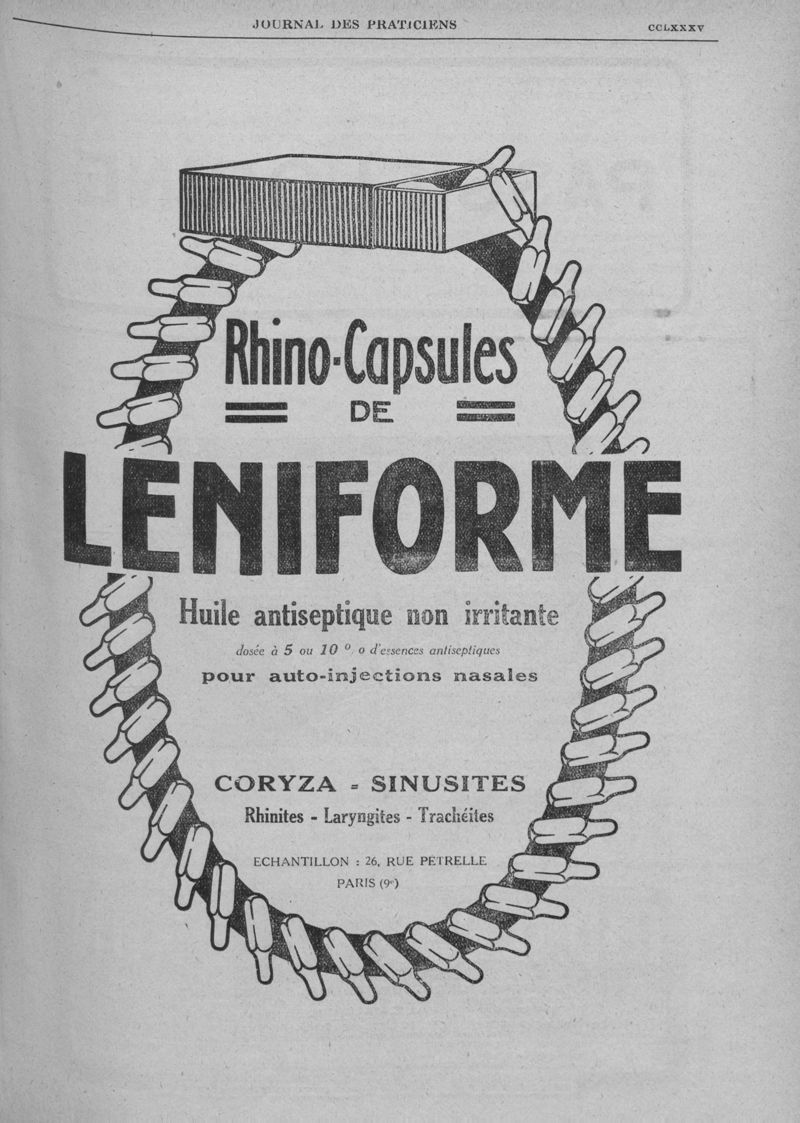 JOURNAL DES PRATICIENS
CCLXXXV
Rhino-Capsules
DE
LENIFORME
Huile antiseptique non irritante
dosée à 5 ou 10 % d'essences antiseptiques
pour auto-injections nasales
CORYZA - SINUSITES
Rhinites - Laryngites - Trachéites
ECHANTILLON : 26, RUE PETRELLE
PARIS (9e)